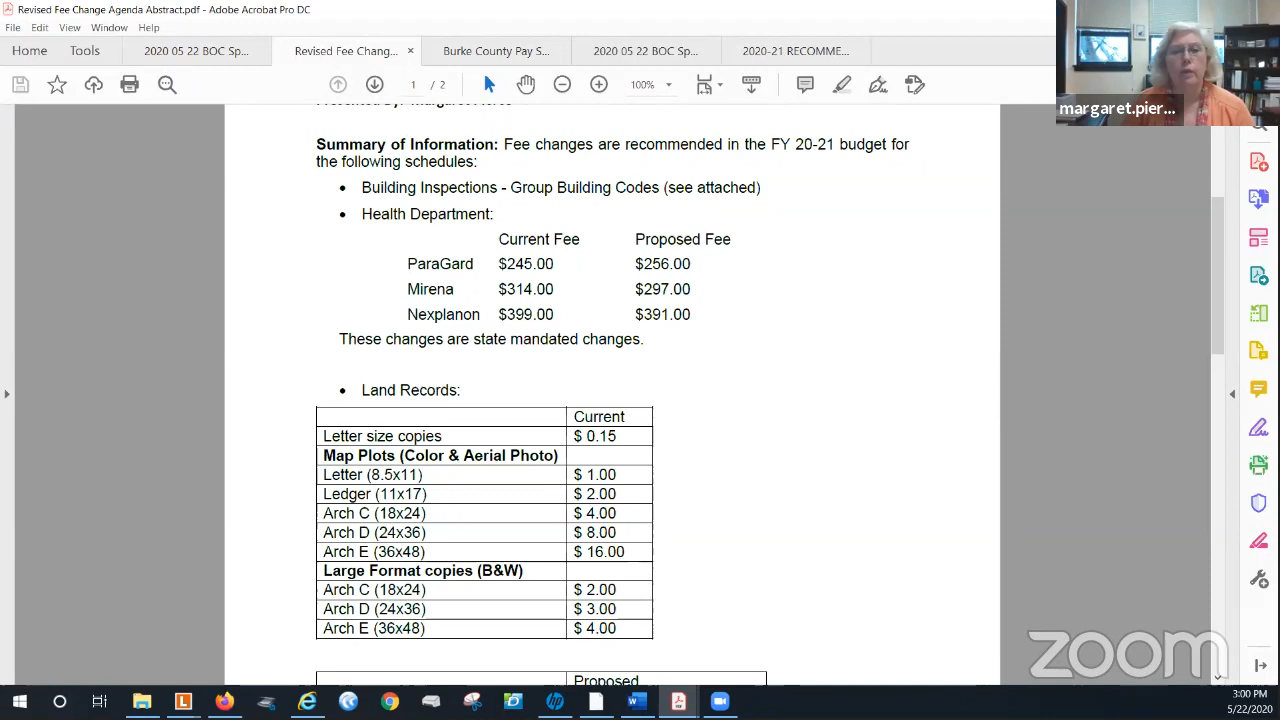 Revised Fee Change Agenda Abstract.pdf - Adobe Acrobat Pro DC
File Edit View Window Help
Home Tools 2020 05 22 BOC Sp... Revised Fee Chang... × Burke County Pay S... 2020 05 22 BOC Sp... 2020-21 RECOMME...
1 / 2 100%
margaret.pier...
Summary of Information: Fee changes are recommended in the FY 20-21 budget for
the following schedules:
• Building Inspections - Group Building Codes (see attached)
• Health Department:
Current Fee Proposed Fee
ParaGard $245.00 $256.00
Mirena $314.00 $297.00
Nexplanon $399.00 $391.00
These changes are state mandated changes.
• Land Records:
Current
Letter size copies $ 0.15
Map Plots (Color & Aerial Photo)
Letter (8.5x11) $ 1.00
Ledger (11x17) $ 2.00
Arch C (18x24) $ 4.00
Arch D (24x36) $ 8.00
Arch E (36x48) $ 16.00
Large Format copies (B&W)
Arch C (18x24) $ 2.00
Arch D (24x36) $ 3.00
Arch E (36x48) $ 4.00
Proposed
zoom
3:00 PM
5/22/2020